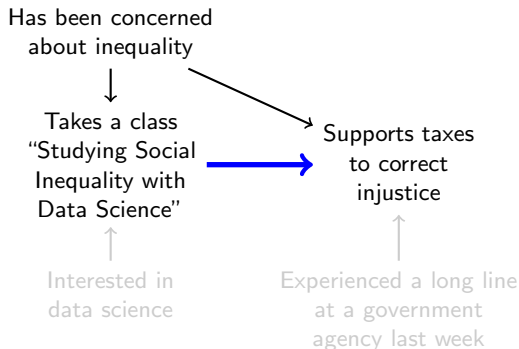 Has been concerned
about inequality
Takes a class
“Studying Social
Inequality with
Data Science”
Supports taxes
to correct
injustice
Interested in
data science
Experienced a long line
at a government
agency last week